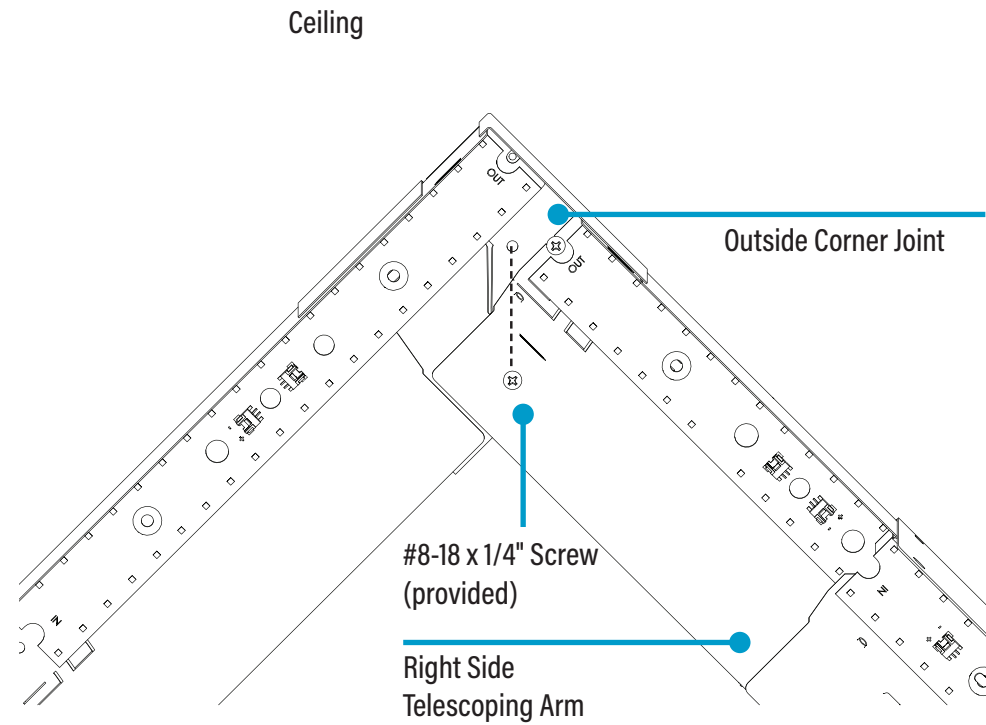 Ceiling
OUT
Outside Corner Joint
OUT
#8-18 x 1/4" Screw
(provided)
IN
IN
Right Side
Telescoping Arm